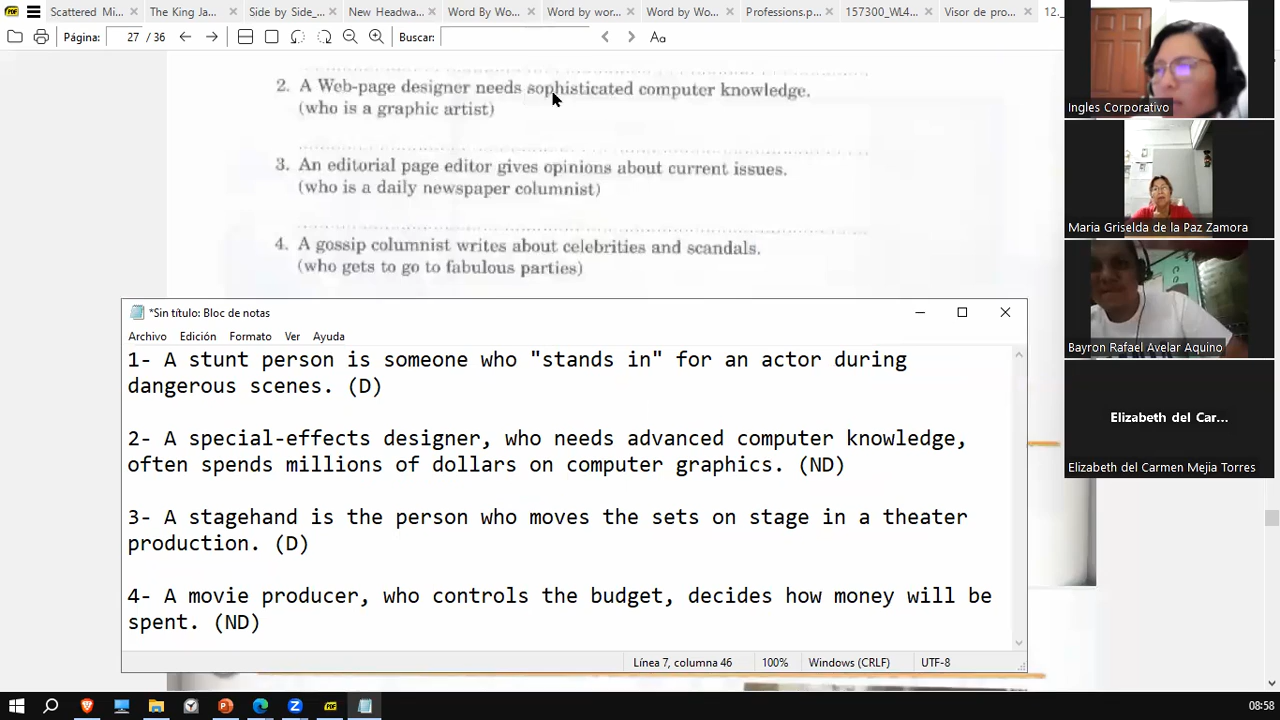 Scattered Mi...
The King Ja...
Side by Side_...
New Headwa...
Word By Wo...
Word by wor...
Word by Wo...
Professions.p...
157300_WL4...
Visor de pro...
12.
Página: 27 / 36 Buscar: Aa
2. A Web-page designer needs sophisticated computer knowledge.
(who is a graphic artist)
3. An editorial page editor gives opinions about current issues.
(who is a daily newspaper columnist)
4. A gossip columnist writes about celebrities and scandals.
(who gets to go to fabulous parties)
*Sin título: Bloc de notas
Archivo Edición Formato Ver Ayuda
1- A stunt person is someone who "stands in" for an actor during
dangerous scenes. (D)
2- A special-effects designer, who needs advanced computer knowledge,
often spends millions of dollars on computer graphics. (ND)
3- A stagehand is the person who moves the sets on stage in a theater
production. (D)
4- A movie producer, who controls the budget, decides how money will be
spent. (ND)
Línea 7, columna 46 100% Windows (CRLF) UTF-8
Ingles Corporativo
Maria Griselda de la Paz Zamora
Bayron Rafael Avelar Aquino
Elizabeth del Car...
Elizabeth del Carmen Mejia Torres
08:58